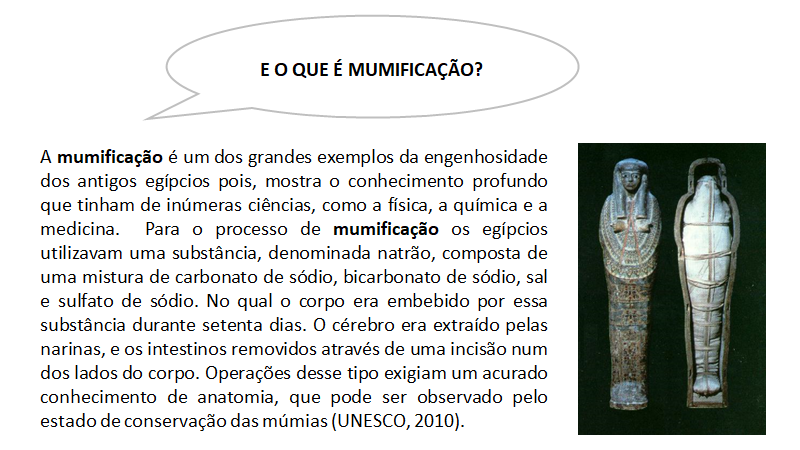 E O QUE É MUMIFICAÇÃO?
A mumificação é um dos grandes exemplos da engenhosidade
dos antigos egípcios pois, mostra o conhecimento profundo
que tinham de inúmeras ciências, como a física, a química e a
medicina. Para o processo de mumificação os egípcios
utilizavam uma substância, denominada natrão, composta de
uma mistura de carbonato de sódio, bicarbonato de sódio, sal
e sulfato de sódio. No qual o corpo era embebido por essa
substância durante setenta dias. O cérebro era extraído pelas
narinas, e os intestinos removidos através de uma incisão num
dos lados do corpo. Operações desse tipo exigiam um acurado
conhecimento de anatomia, que pode ser observado pelo
estado de conservação das múmias (UNESCO, 2010).